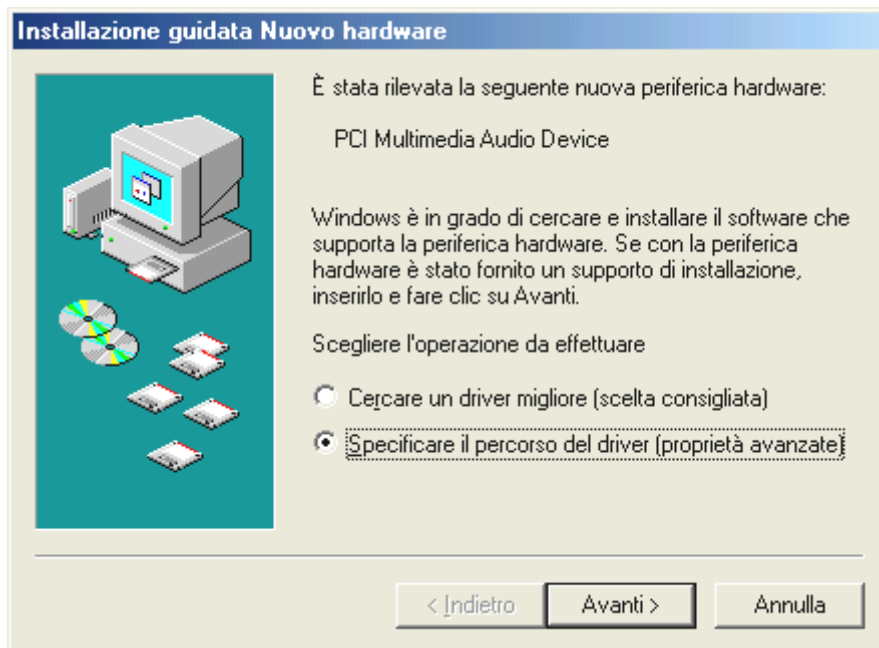 Installazione guidata Nuovo hardware
È stata rilevata la seguente nuova periferica hardware:
PCI Multimedia Audio Device
Windows è in grado di cercare e installare il software che
supporta la periferica hardware. Se con la periferica
hardware è stato fornito un supporto di installazione,
inserirlo e fare clic su Avanti.
Scegliere l'operazione da effettuare
Cercare un driver migliore (scelta consigliata)
Specificare il percorso del driver (proprietà avanzate)
< Indietro
Avanti >
Annulla